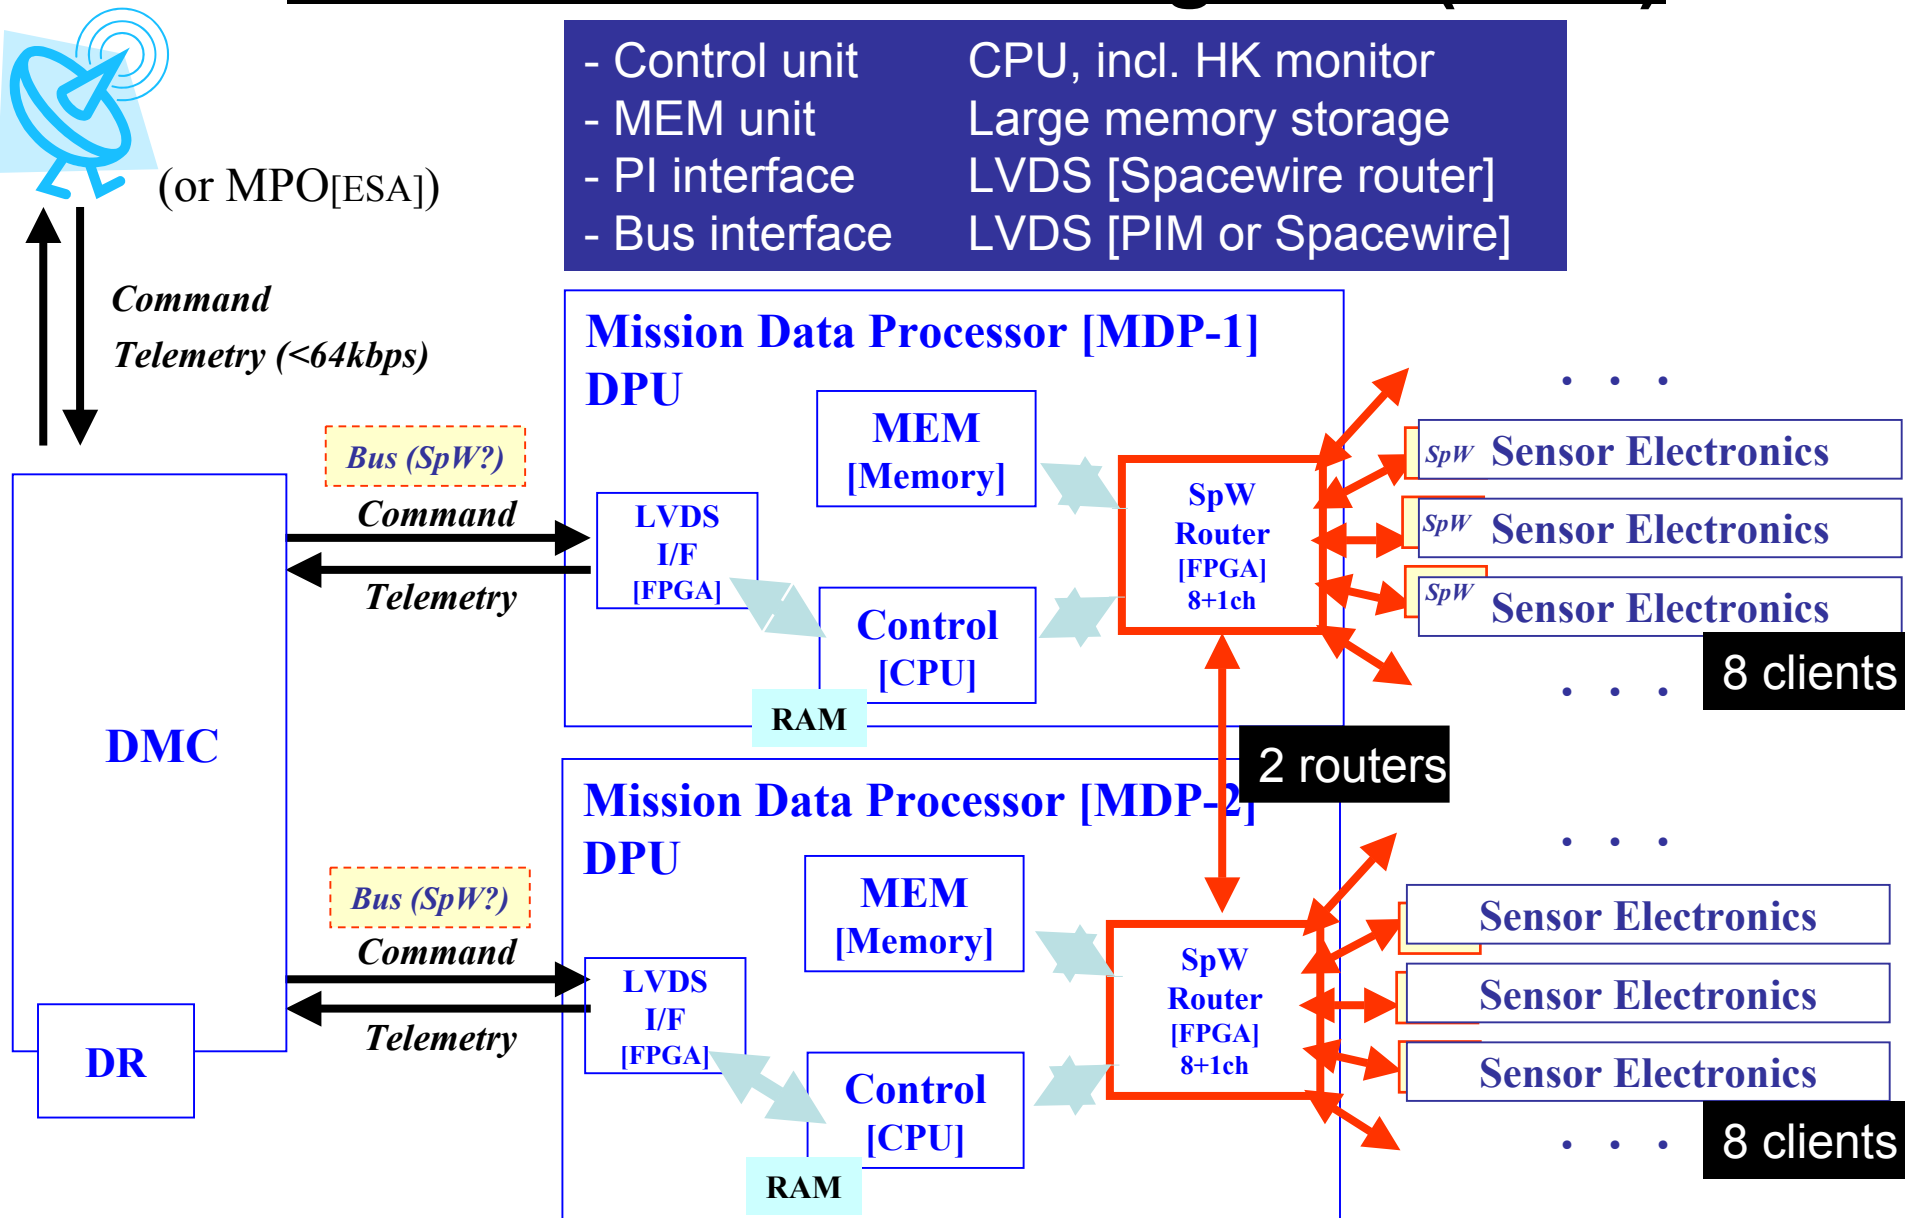 - Control unit CPU, incl. HK monitor
- MEM unit Large memory storage
- PI interface LVDS [Spacewire router]
- Bus interface LVDS [PIM or Spacewire]
(or MPO[ESA])
Command
Telemetry (<64kbps)
Mission Data Processor [MDP-1]
DPU
MEM
[Memory]
Bus (SpW?)
Command
Telemetry
LVDS
I/F
[FPGA]
Control
[CPU]
RAM
SpW
Router
[FPGA]
8+1ch
. . .
SpW Sensor Electronics
SpW Sensor Electronics
SpW Sensor Electronics
. . .
8 clients
DMC
DR
2 routers
Mission Data Processor [MDP-2]
DPU
MEM
[Memory]
Bus (SpW?)
Command
Telemetry
LVDS
I/F
[FPGA]
Control
[CPU]
RAM
SpW
Router
[FPGA]
8+1ch
. . .
Sensor Electronics
Sensor Electronics
Sensor Electronics
. . .
8 clients